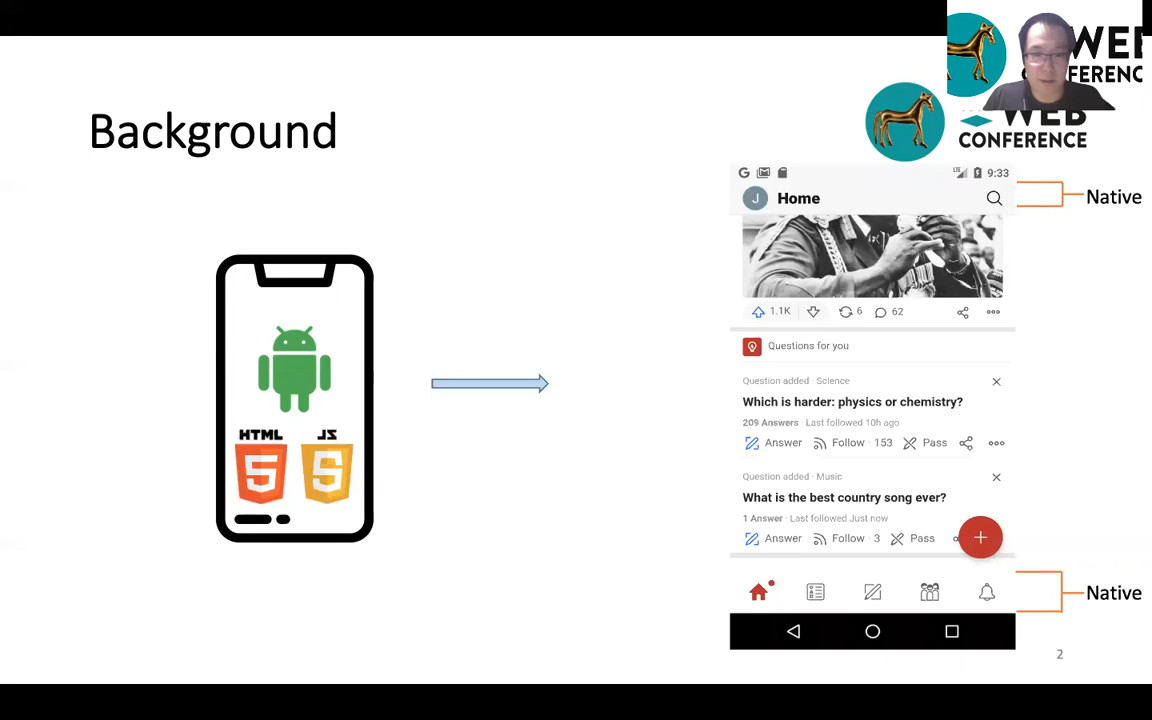 WEB
CONFERENCE
WEB
CONFERENCE
Background
9:33
Native
J
Home
1.1K
6
62
Questions for you
Question added · Science
Which is harder: physics or chemistry?
209 Answers · Last followed 10h ago
Answer
Follow · 153
Pass
Question added · Music
What is the best country song ever?
1 Answer · Last followed Just now
Answer
Follow · 3
Pass
Native
HTML
5
JS
2